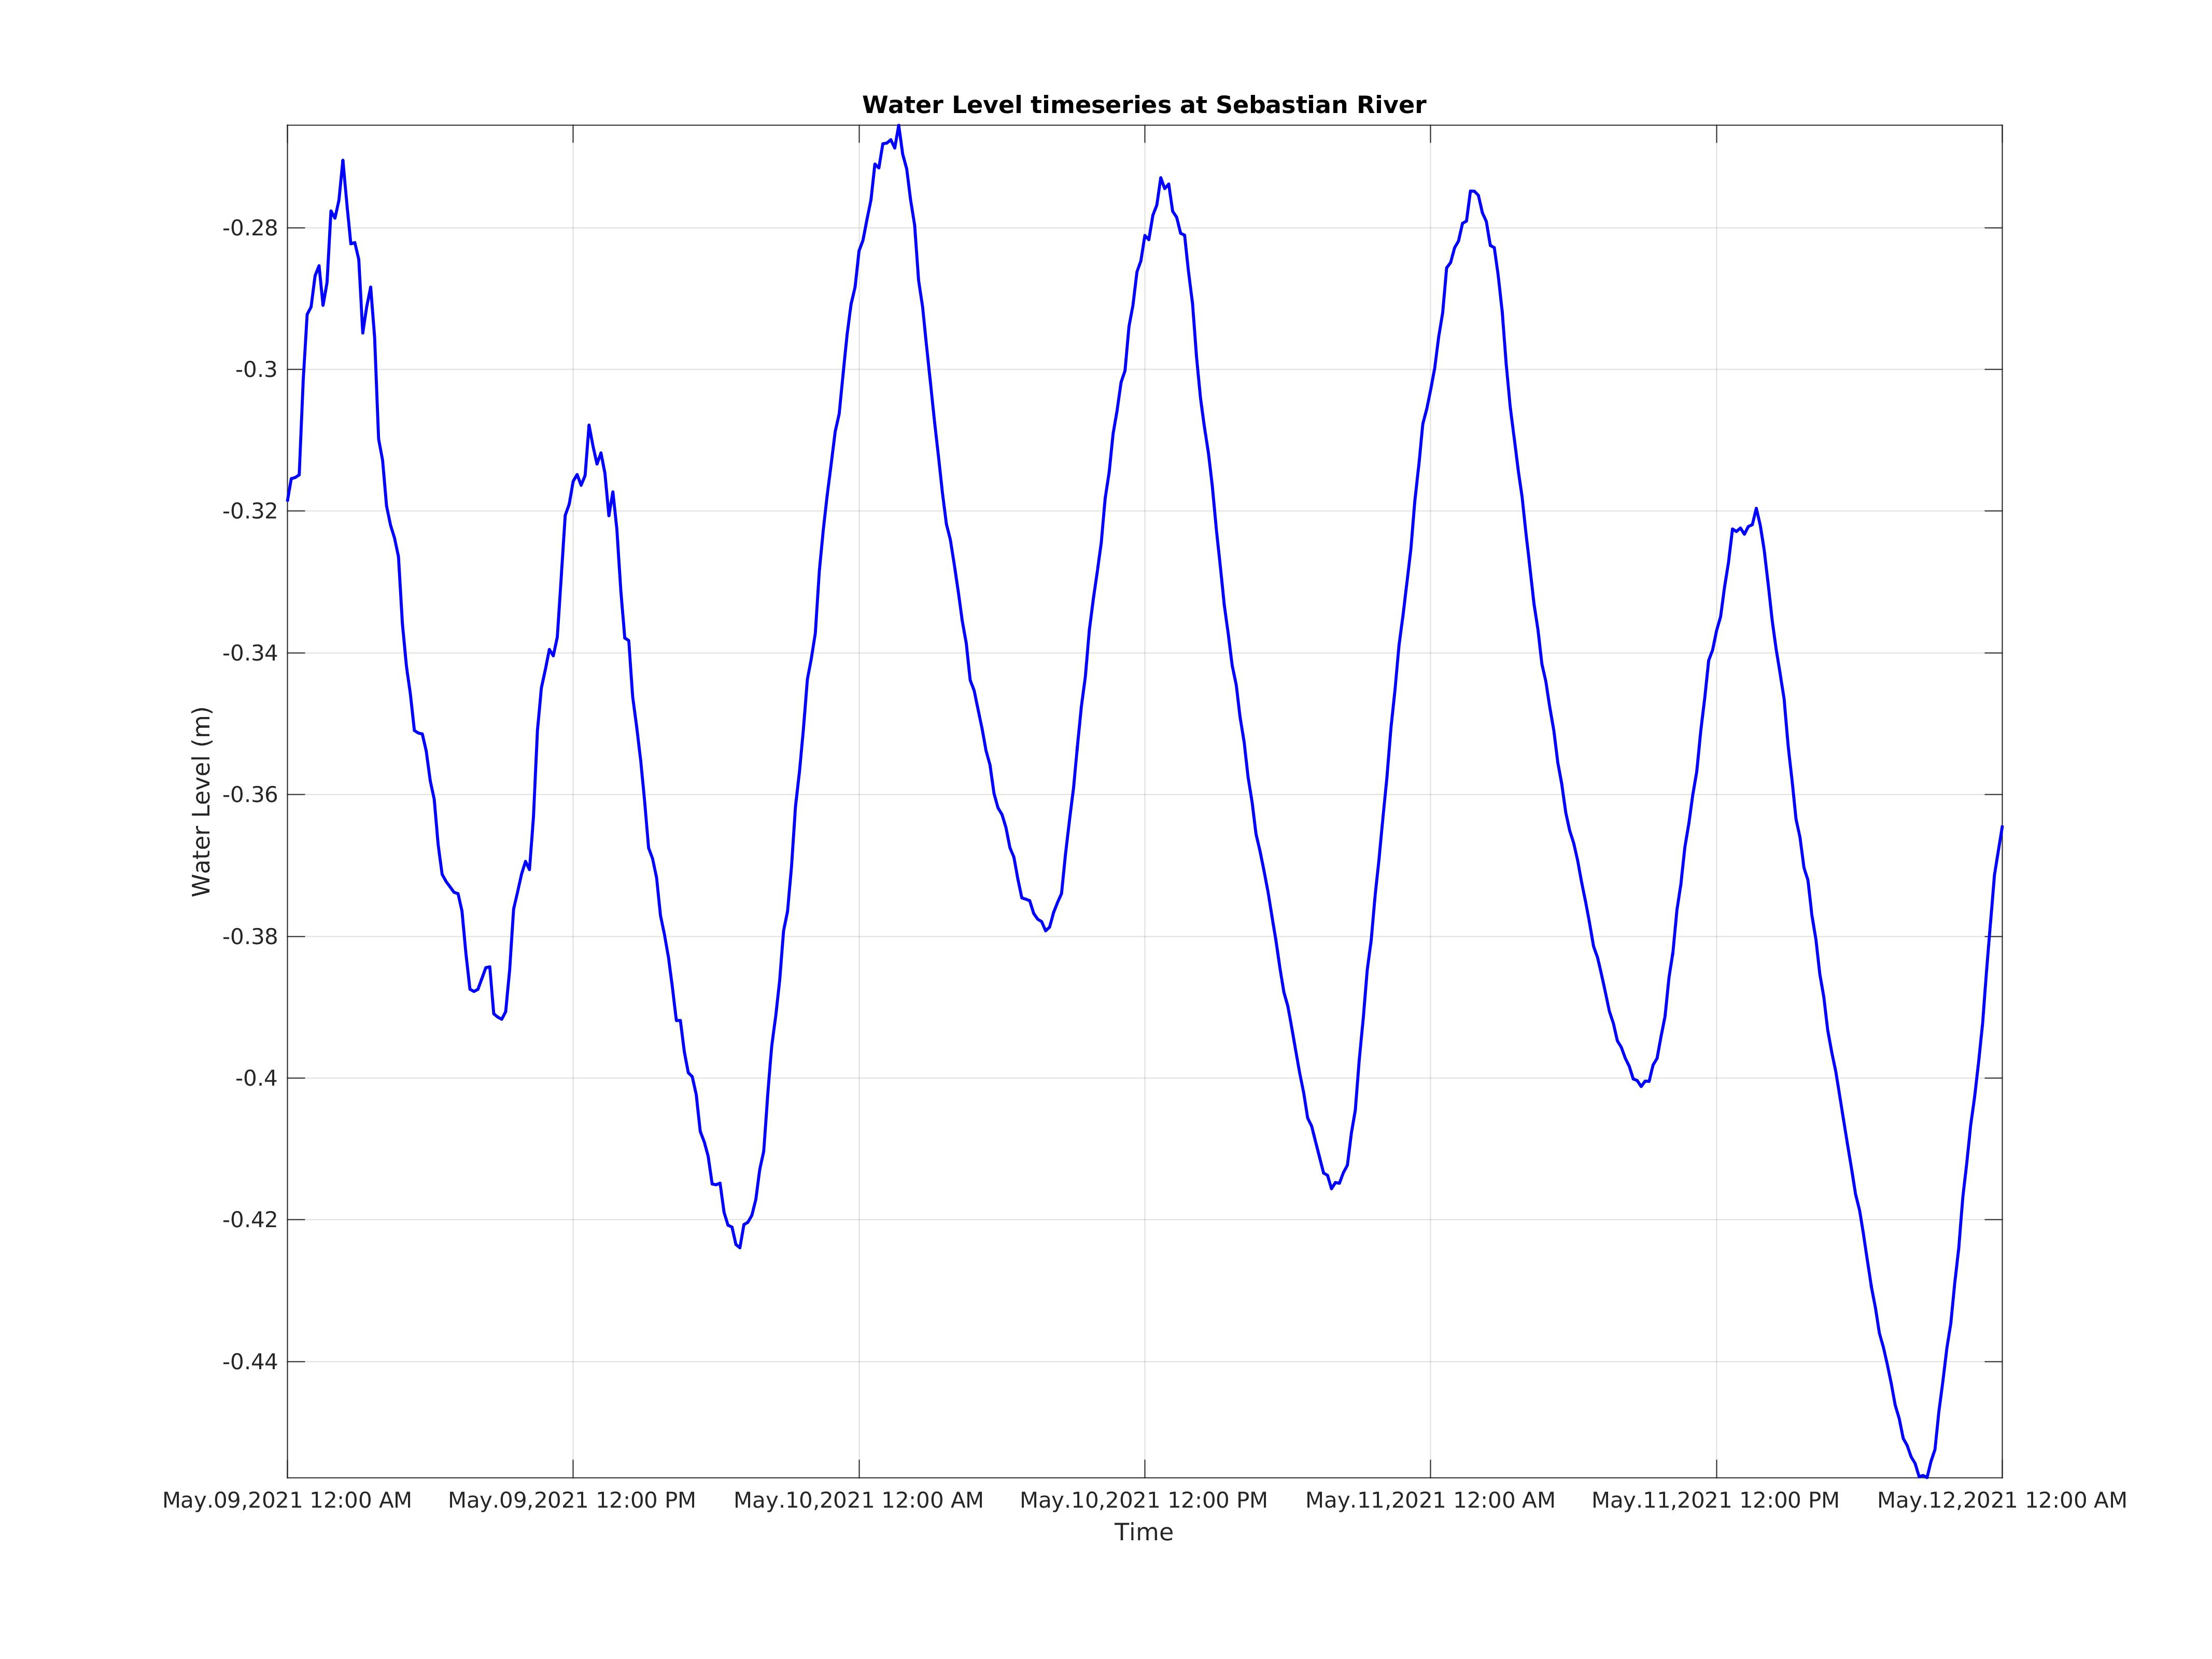 Water Level timeseries at Sebastian River
-0.28
-0.3
-0.32
-0.34
-0.36
-0.38
-0.4
-0.42
-0.44
Water Level (m)
May.09,2021 12:00 AM May.09,2021 12:00 PM May.10,2021 12:00 AM May.10,2021 12:00 PM May.11,2021 12:00 AM May.11,2021 12:00 PM May.12,2021 12:00 AM
Time